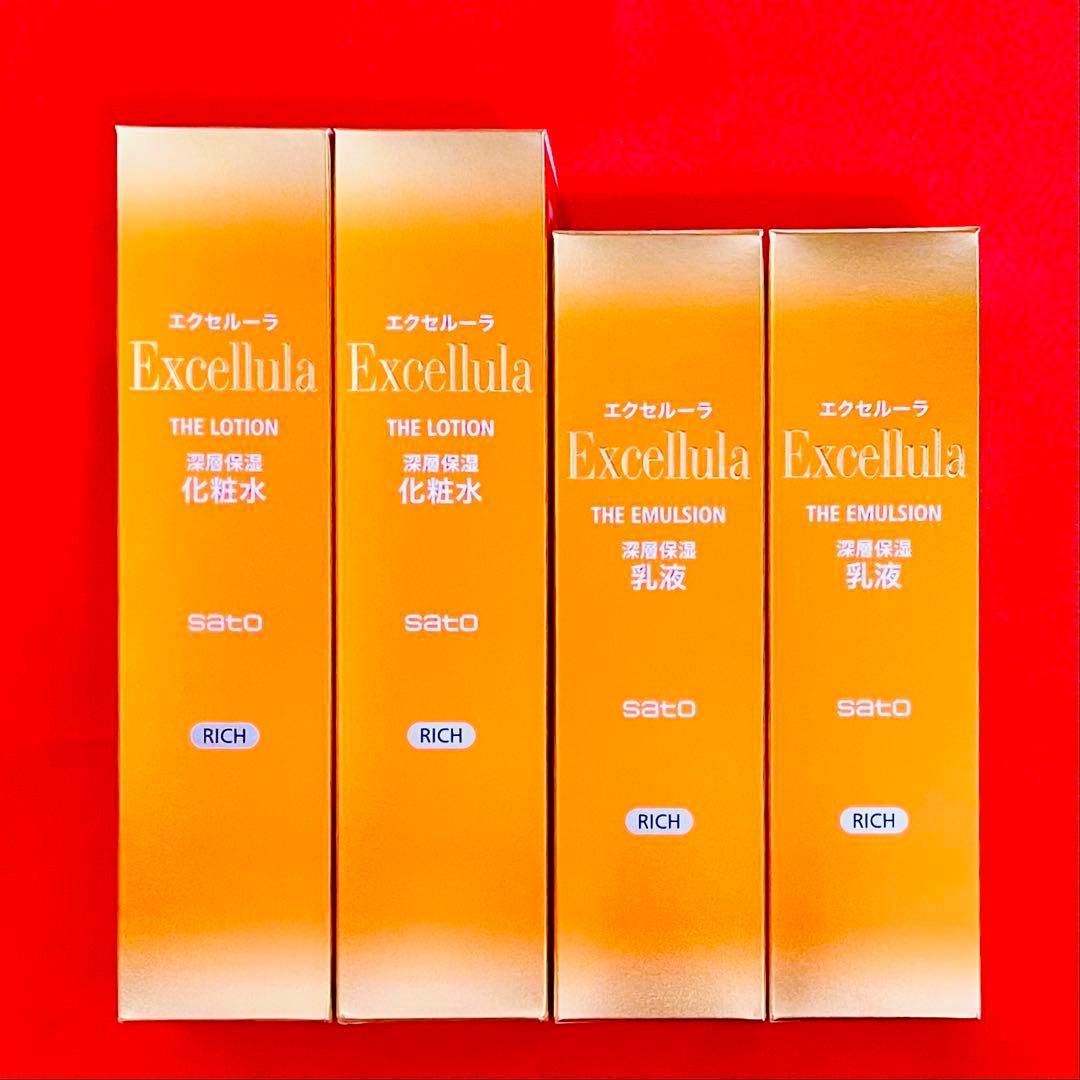 エクセルーラ
Excellula
THE LOTION
深層保湿
化粧水
sato
RICH
エクセルーラ
Excellula
THE LOTION
深層保湿
化粧水
sato
RICH
エクセルーラ
Excellula
THE EMULSION
深層保湿
乳液
sato
RICH
エクセルーラ
Excellula
THE EMULSION
深層保湿
乳液
sato
RICH